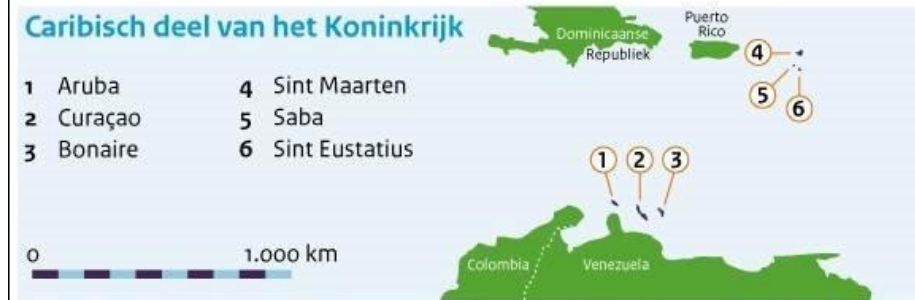 Caribisch deel van het Koninkrijk
1 Aruba
2 Curaçao
3 Bonaire
4 Sint Maarten
5 Saba
6 Sint Eustatius
0 1.000 km
Dominicaanse
Republiek
Puerto
Rico
4
5
6
1 2 3
Colombia
Venezuela